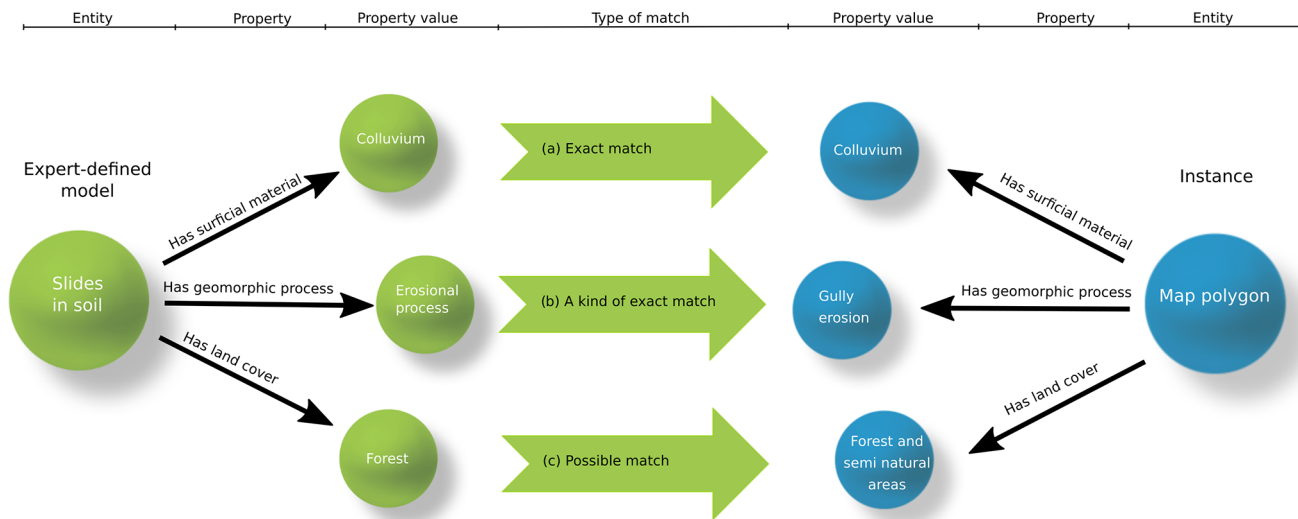 Entity Property Property value Type of match Property value Property Entity
Expert-defined
model
Slides
in soil
Has surficial material
Has geomorphic process
Has land cover
Colluvium
Erosional
process
Forest
(a) Exact match
(b) A kind of exact match
(c) Possible match
Colluvium
Gully
erosion
Forest and
semi natural
areas
Has surficial material
Has geomorphic process
Has land cover
Instance
Map polygon